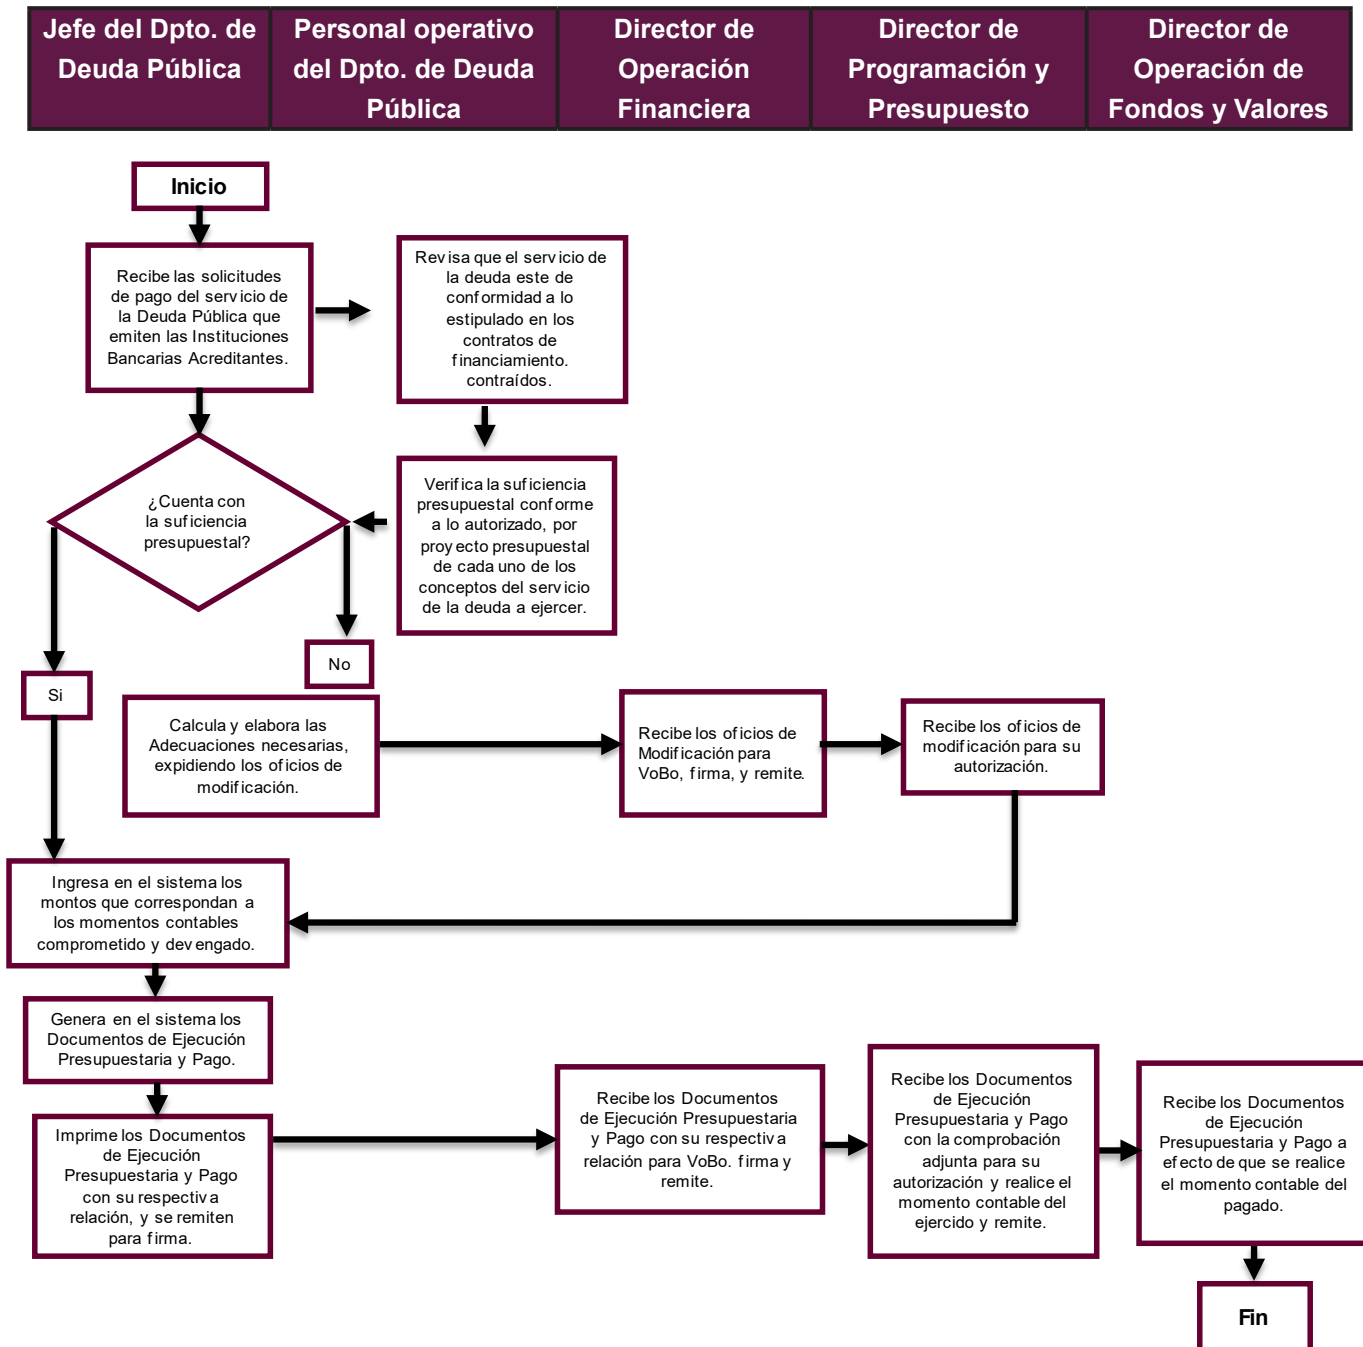 Jefe del Dpto. de
Deuda Pública
Personal operativo
del Dpto. de Deuda
Pública
Director de
Operación
Financiera
Director de
Programación y
Presupuesto
Director de
Operación de
Fondos y Valores
Inicio
Recibe las solicitudes
de pago del servicio de
la Deuda Pública que
emiten las Instituciones
Bancarias Acreditantes.
Revisa que el servicio de
la deuda este de
conformidad a lo
estipulado en los
contratos de
financiamiento.
contraídos.
¿Cuenta con
la suficiencia
presupuestal?
Verifica la suficiencia
presupuestal conforme
a lo autorizado, por
proyecto presupuestal
de cada uno de los
conceptos del servicio
de la deuda a ejercer.
No
Si
Calcula y elabora las
Adecuaciones necesarias,
expidiendo los oficios de
modificación.
Recibe los oficios de
Modificación para
VoBo, firma, y remite.
Recibe los oficios de
modificación para su
autorización.
Ingresa en el sistema los
montos que correspondan a
los momentos contables
comprometido y devengado.
Genera en el sistema los
Documentos de Ejecución
Presupuestaria y Pago.
Imprime los Documentos
de Ejecución
Presupuestaria y Pago
con su respectiva
relación, y se remiten
para firma.
Recibe los Documentos
de Ejecución Presupuestaria
y Pago con su respectiva
relación para VoBo. firma y
remite.
Recibe los Documentos
de Ejecución
Presupuestaria y Pago
con la comprobación
adjunta para su
autorización y realice el
momento contable del
ejercido y remite.
Recibe los Documentos
de Ejecución
Presupuestaria y Pago a
efecto de que se realice
el momento contable del
pagado.
Fin